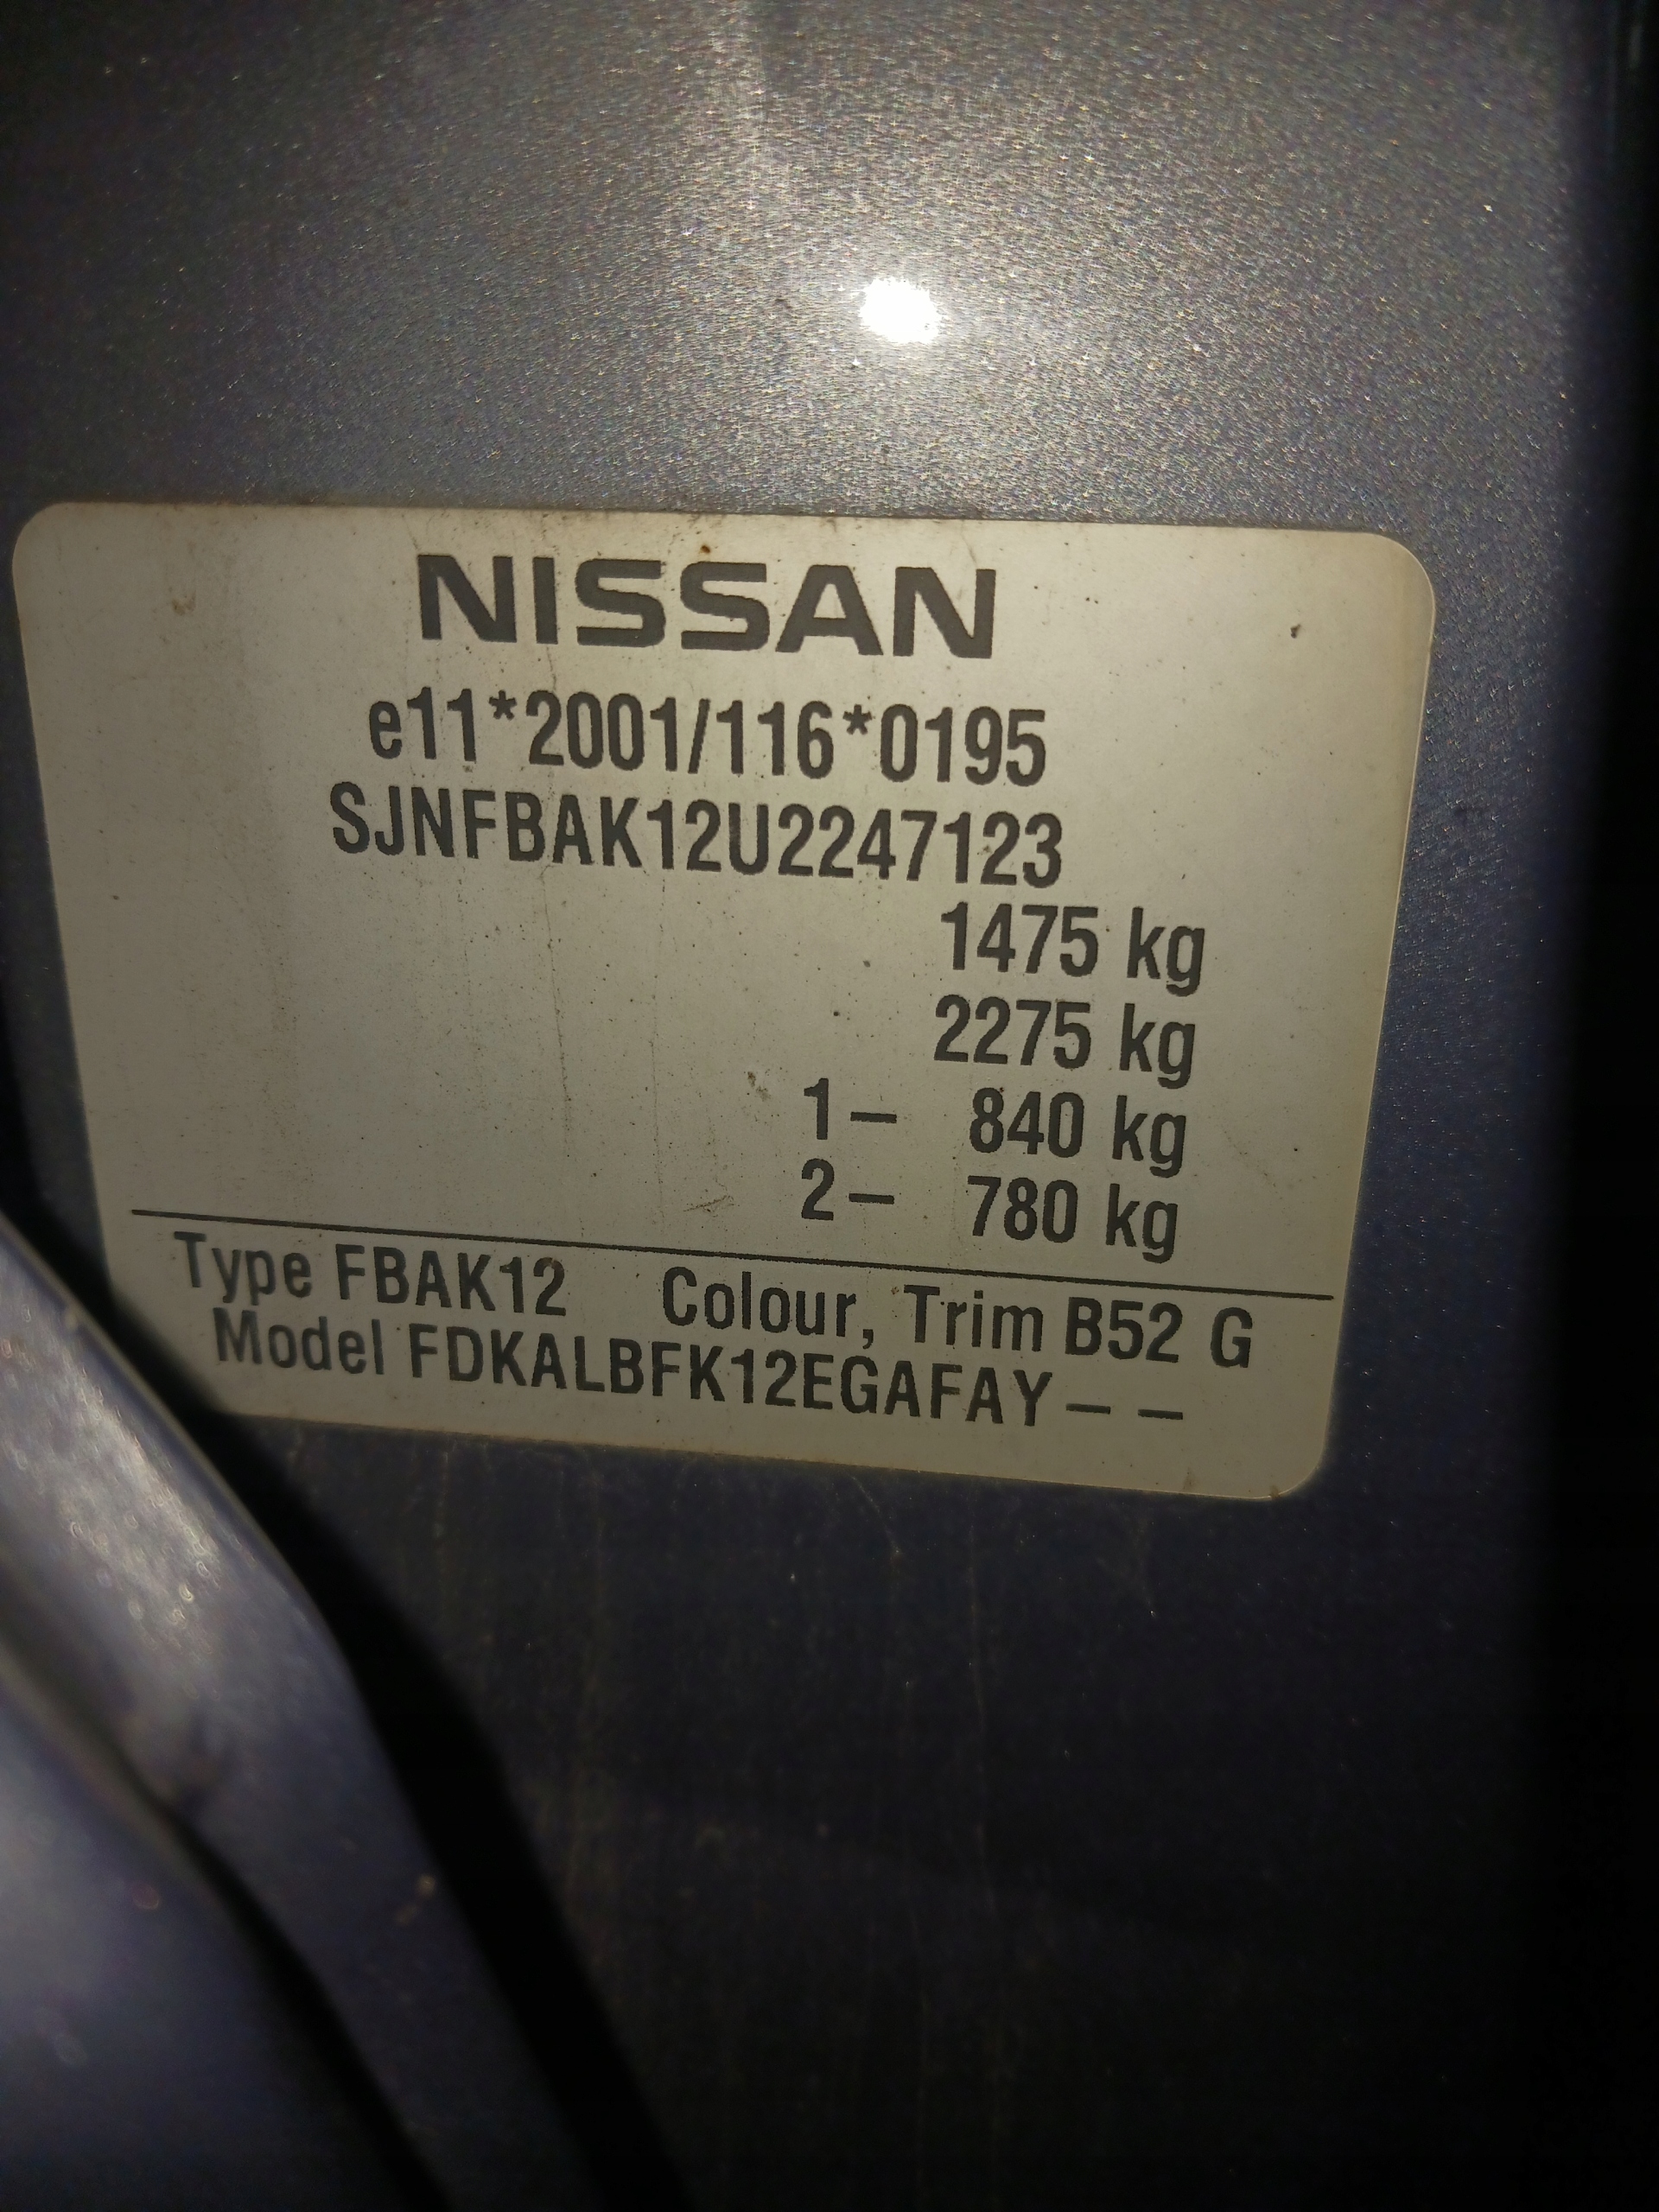 NISSAN
e11*2001/116*0195
SJNFBAK12U2247123
1475 kg
2275 kg
1– 840 kg
2– 780 kg
Type FBAK12 Colour, Trim B52 G
Model FDKALBFK12EGAFAY– –